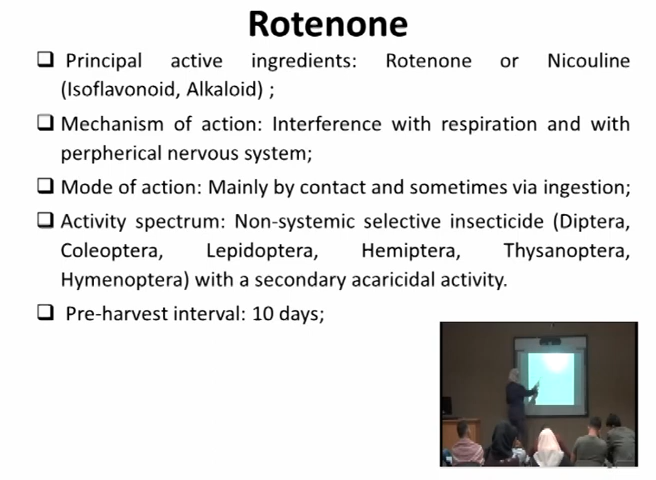 Rotenone
❑ Principal active ingredients: Rotenone or Nicouline
(Isoflavonoid, Alkaloid) ;
❑ Mechanism of action: Interference with respiration and with
perpherical nervous system;
❑ Mode of action: Mainly by contact and sometimes via ingestion;
❑ Activity spectrum: Non-systemic selective insecticide (Diptera,
Coleoptera, Lepidoptera, Hemiptera, Thysanoptera,
Hymenoptera) with a secondary acaricidal activity.
❑ Pre-harvest interval: 10 days;